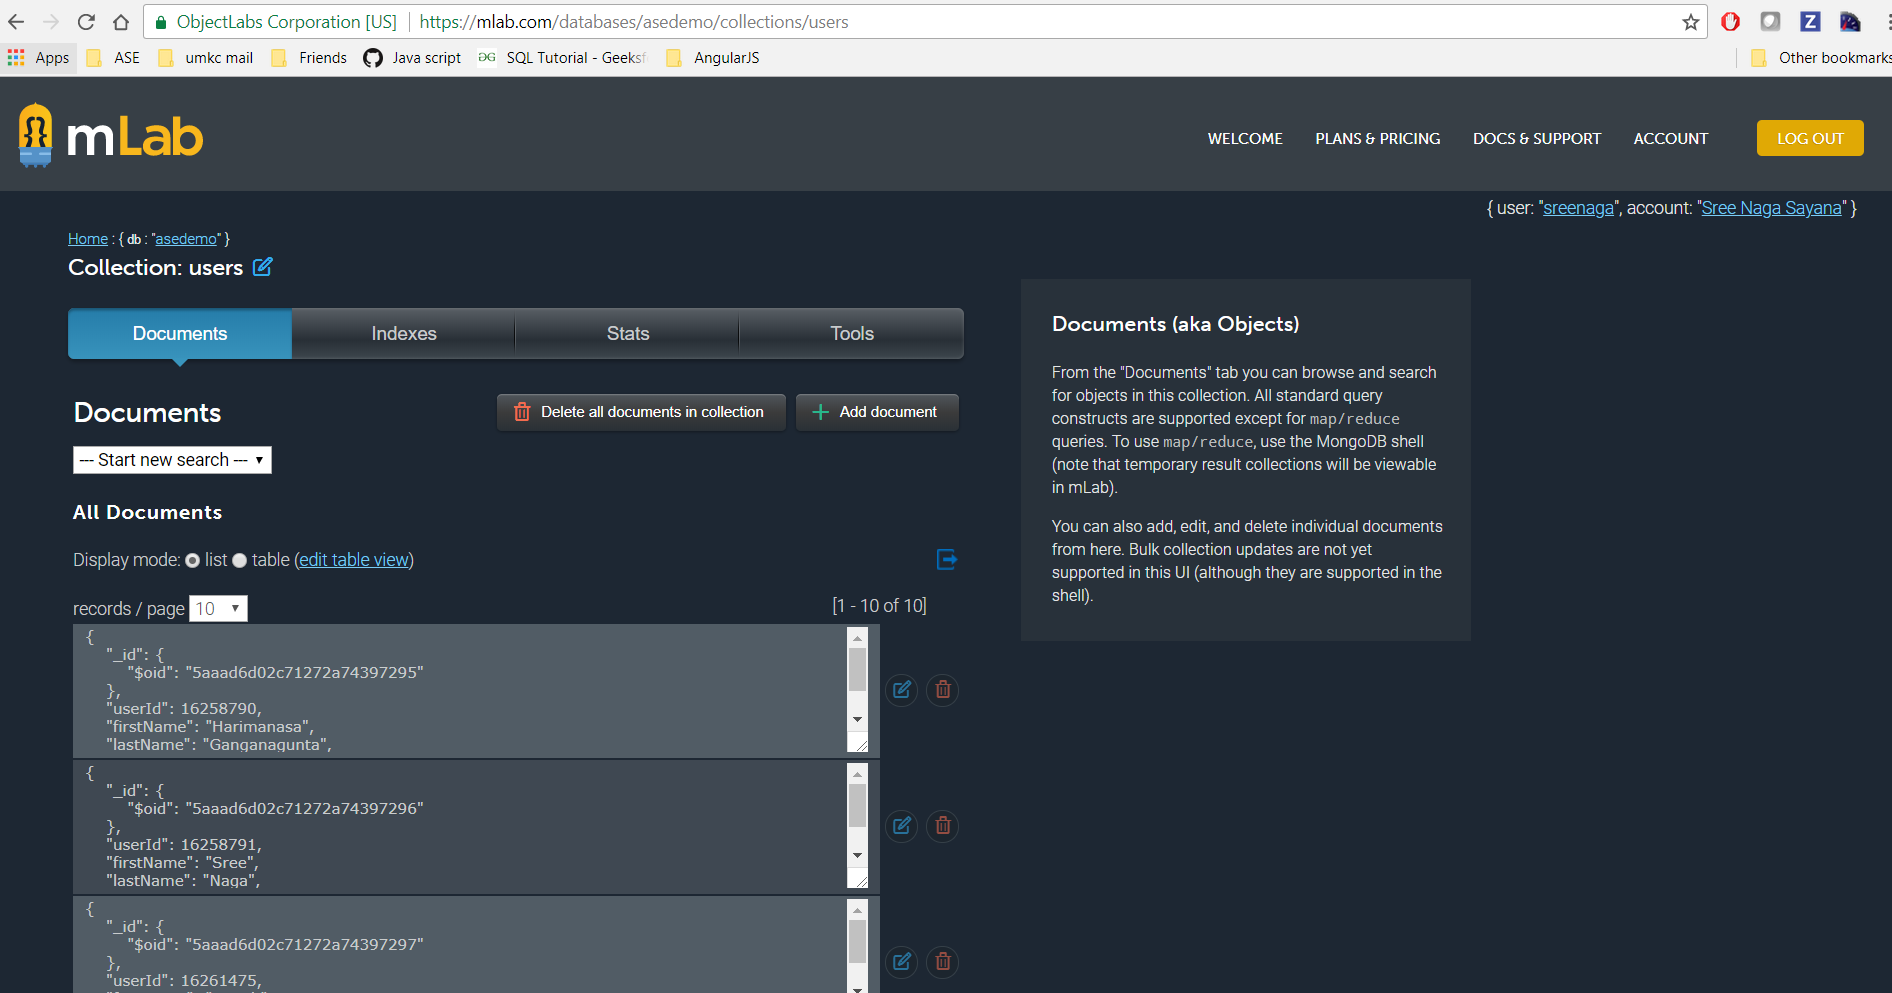 ObjectLabs Corporation [US] https://mlab.com/databases/asedemo/collections/users
Apps ASE umkc mail Friends Java script SQL Tutorial - Geeksf AngularJS Other bookmarks
mLab
WELCOME PLANS & PRICING DOCS & SUPPORT ACCOUNT LOG OUT
{ user: "sreenaga", account: "Sree Naga Sayana" }
Home : { db : "asedemo" }
Collection: users
Documents Indexes Stats Tools
Documents
Delete all documents in collection
Add document
--- Start new search ---
All Documents
Display mode: list table (edit table view)
records / page 10
[1 - 10 of 10]
{
"_id": {
"$oid": "5aaad6d02c71272a74397295"
},
"userId": 16258790,
"firstName": "Harimanasa",
"lastName": "Ganganagunta",
{
"_id": {
"$oid": "5aaad6d02c71272a74397296"
},
"userId": 16258791,
"firstName": "Sree",
"lastName": "Naga",
{
"_id": {
"$oid": "5aaad6d02c71272a74397297"
},
"userId": 16261475,
Documents (aka Objects)
From the "Documents" tab you can browse and search
for objects in this collection. All standard query
constructs are supported except for map/reduce
queries. To use map/reduce, use the MongoDB shell
(note that temporary result collections will be viewable
in mLab).
You can also add, edit, and delete individual documents
from here. Bulk collection updates are not yet
supported in this UI (although they are supported in the
shell).